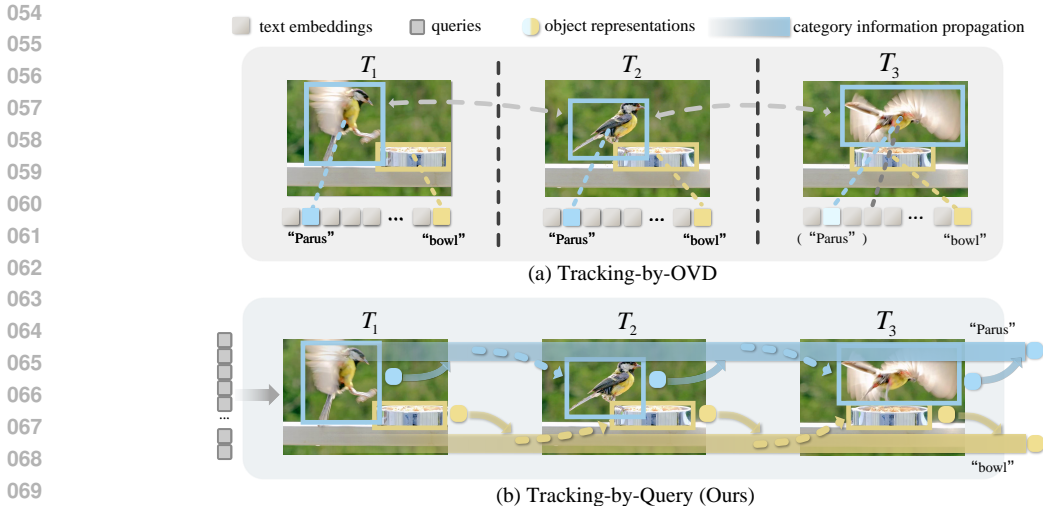 054
055
056
057
058
059
060
061
062
063
064
065
066
067
068
069
text embeddings queries object representations category information propagation
T1 T2 T3
... ... ...
“Parus” “bowl” “Parus” “bowl” ( “Parus” ) “bowl”
(a) Tracking-by-OVD
T1 T2 T3
“Parus”
...
“bowl”
(b) Tracking-by-Query (Ours)